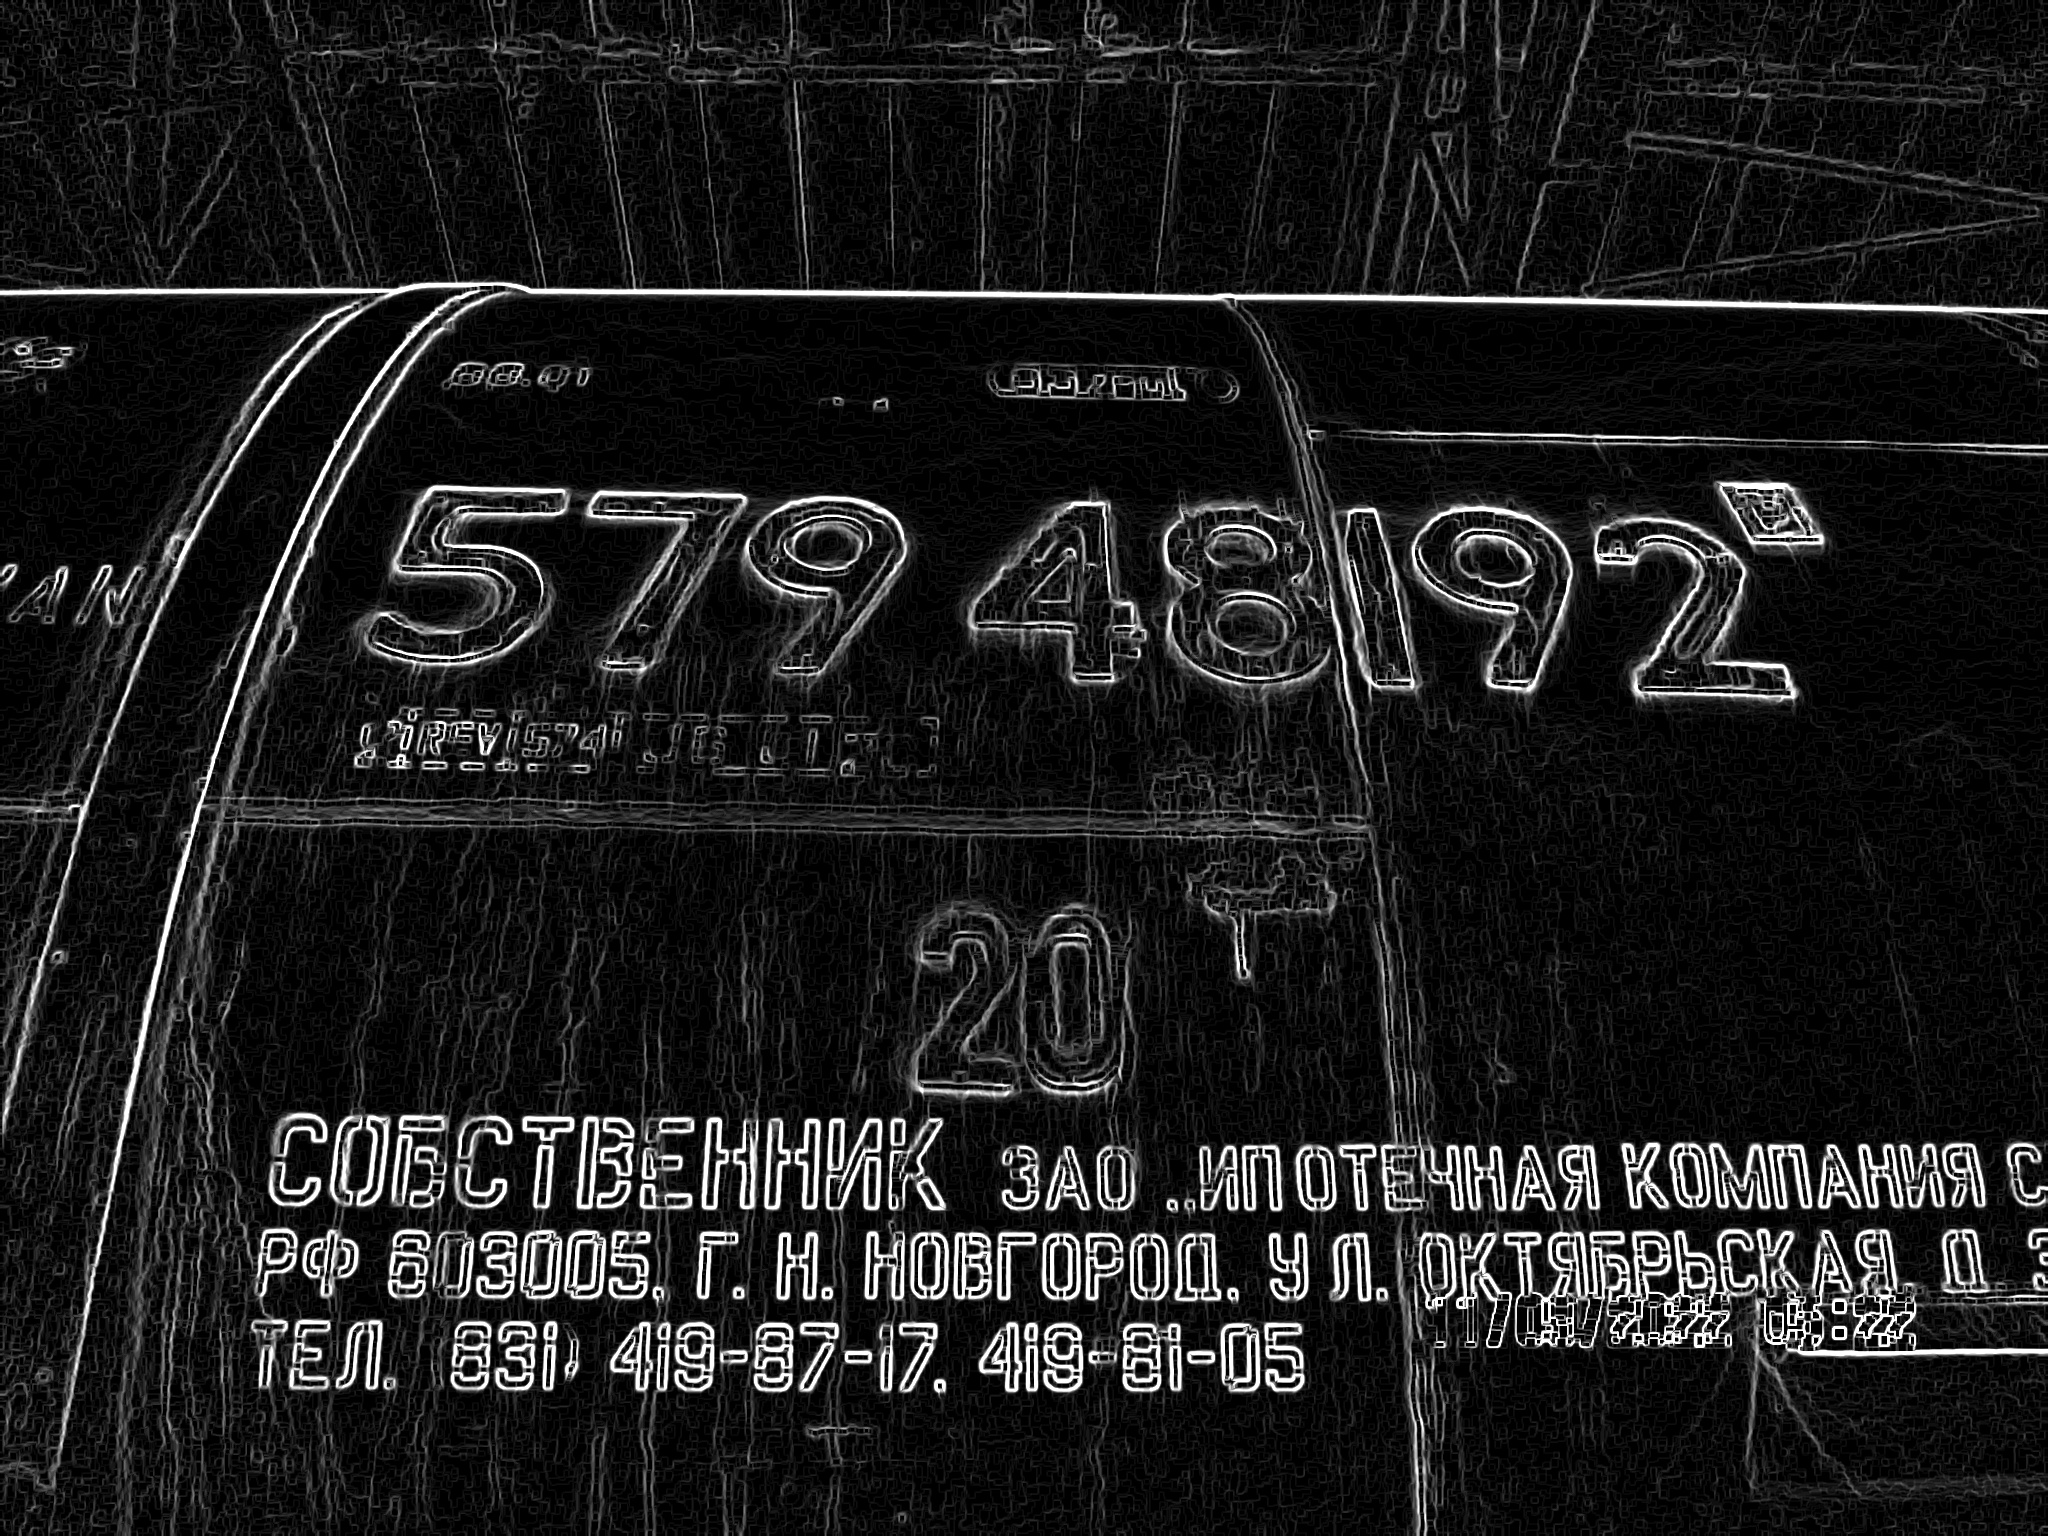 579 48192
20
СОБСТВЕННИК ЗАО „ИПОТЕЧНАЯ КОМПАНИЯ С
РФ 603005, Г. Н. НОВГОРОД, УЛ. ОКТЯБРЬСКАЯ, Д. 3
ТЕЛ. 831) 419-87-17, 419-81-05